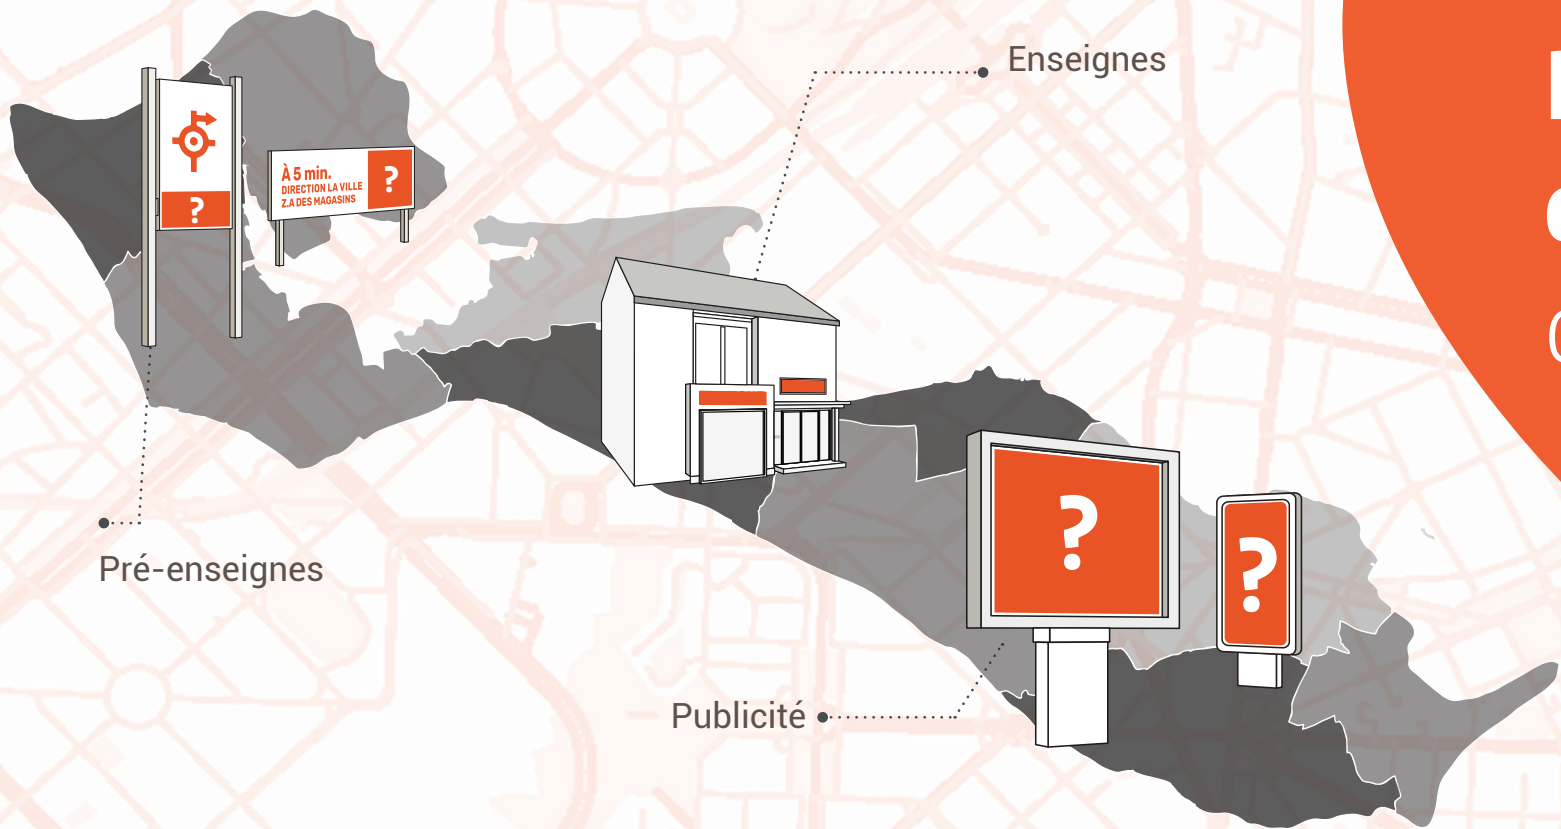 Enseignes
À 5 min.
DIRECTION LA VILLE
Z.A DES MAGASINS
?
?
Pré-enseignes
?
?
Publicité